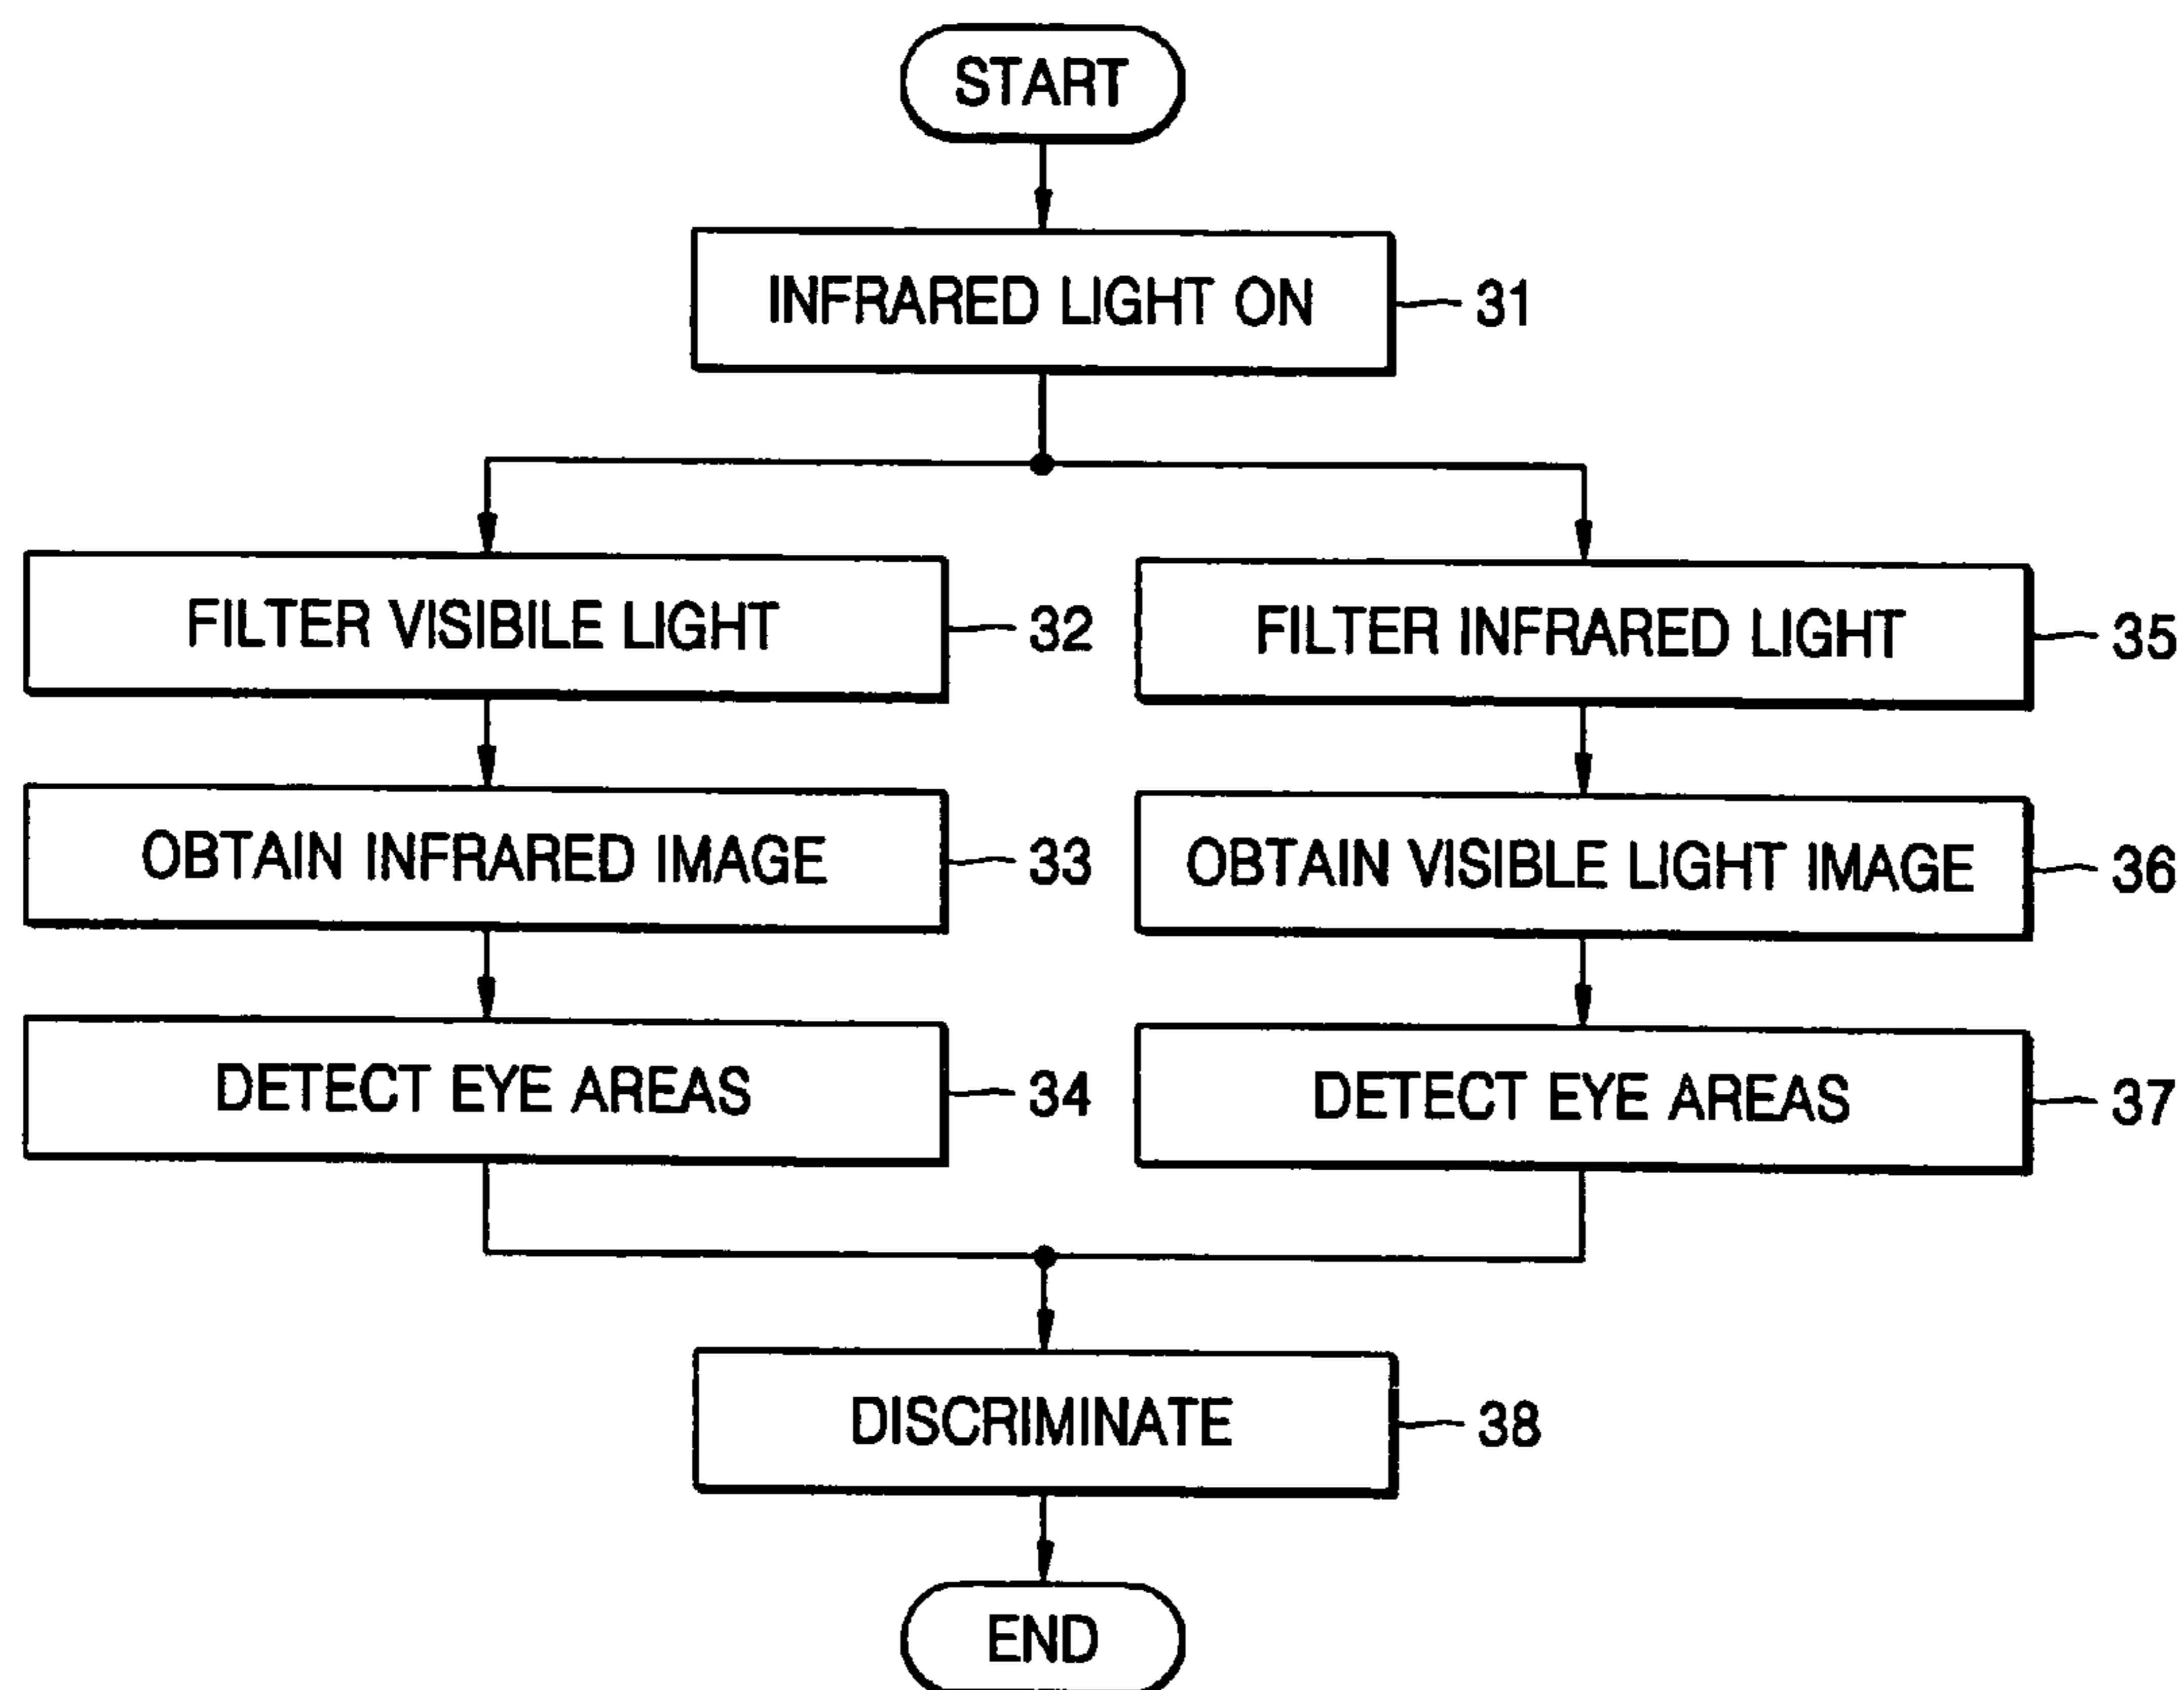 START
INFRARED LIGHT ON
31
FILTER VISIBILE LIGHT
32
OBTAIN INFRARED IMAGE
33
DETECT EYE AREAS
34
FILTER INFRARED LIGHT
35
OBTAIN VISIBLE LIGHT IMAGE
36
DETECT EYE AREAS
37
DISCRIMINATE
38
END